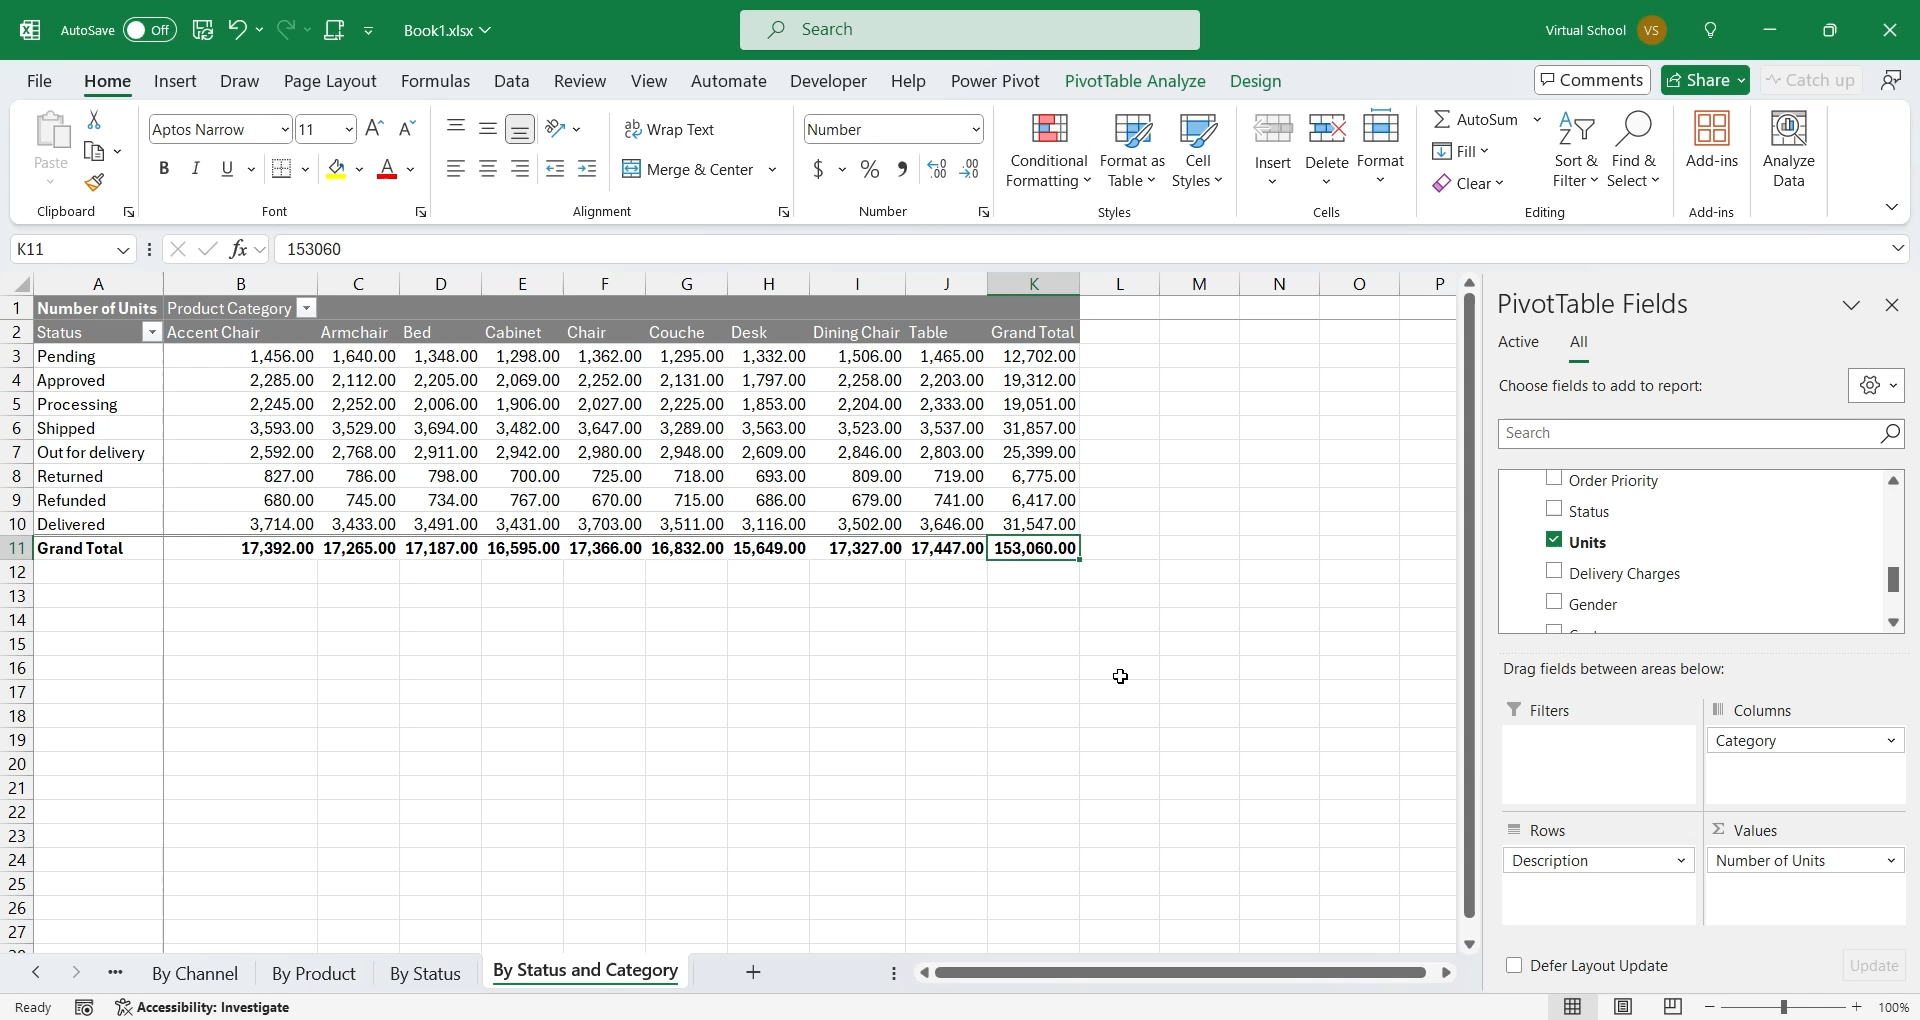 AutoSave Off Book1.xlsx Search Virtual School VS
File Home Insert Draw Page Layout Formulas Data Review View Automate Developer Help Power Pivot PivotTable Analyze Design Comments Share Catch up
Paste Aptos Narrow 11 Wrap Text Number AutoSum
B I U Merge & Center $ % Conditional Formatting Format as Table Cell Styles Insert Delete Format Fill Clear Sort & Filter Find & Select Add-ins Analyze Data
Clipboard Font Alignment Number Styles Cells Editing Add-ins
K11 fx 153060
A B C D E F G H I J K L M N O P
1 Number of Units Product Category
2 Status Accent Chair Armchair Bed Cabinet Chair Couche Desk Dining Chair Table Grand Total
3 Pending 1,456.00 1,640.00 1,348.00 1,298.00 1,362.00 1,295.00 1,332.00 1,506.00 1,465.00 12,702.00
4 Approved 2,285.00 2,112.00 2,205.00 2,069.00 2,252.00 2,131.00 1,797.00 2,258.00 2,203.00 19,312.00
5 Processing 2,245.00 2,252.00 2,006.00 1,906.00 2,027.00 2,225.00 1,853.00 2,204.00 2,333.00 19,051.00
6 Shipped 3,593.00 3,529.00 3,694.00 3,482.00 3,647.00 3,289.00 3,563.00 3,523.00 3,537.00 31,857.00
7 Out for delivery 2,592.00 2,768.00 2,911.00 2,942.00 2,980.00 2,948.00 2,609.00 2,846.00 2,803.00 25,399.00
8 Returned 827.00 786.00 798.00 700.00 725.00 718.00 693.00 809.00 719.00 6,775.00
9 Refunded 680.00 745.00 734.00 767.00 670.00 715.00 686.00 679.00 741.00 6,417.00
10 Delivered 3,714.00 3,433.00 3,491.00 3,431.00 3,703.00 3,511.00 3,116.00 3,502.00 3,646.00 31,547.00
11 Grand Total 17,392.00 17,265.00 17,187.00 16,595.00 17,366.00 16,832.00 15,649.00 17,327.00 17,447.00 153,060.00
12
13
14
15
16
17
18
19
20
21
22
23
24
25
26
27
PivotTable Fields
Active All
Choose fields to add to report:
Search
Order Priority
Status
Units
Delivery Charges
Gender
Drag fields between areas below:
Filters Columns
Category
Rows Values
Description Number of Units
Defer Layout Update Update
By Channel By Product By Status By Status and Category
Ready Accessibility: Investigate 100%